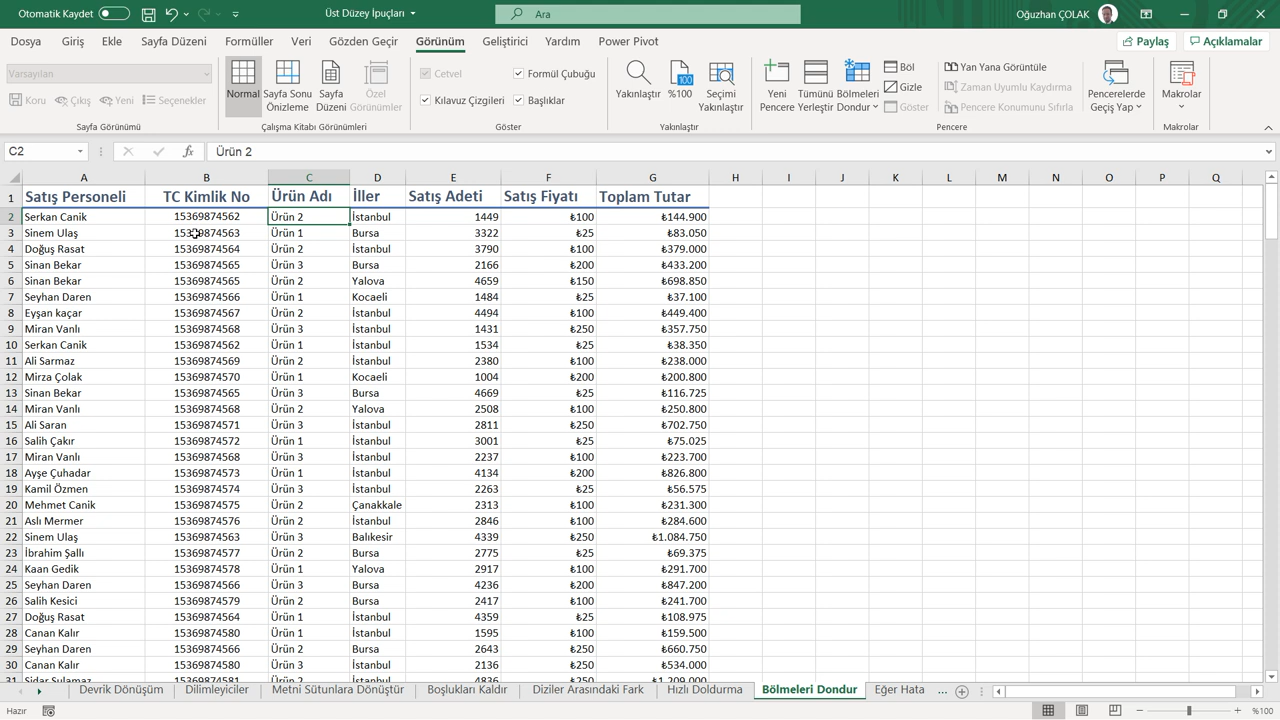 Otomatik Kaydet
Üst Düzey İpuçları
Ara
Oğuzhan ÇOLAK
Dosya Giriş Ekle Sayfa Düzeni Formüller Veri Gözden Geçir Görünüm Geliştirici Yardım Power Pivot
Paylaş Açıklamalar
Varsayılan
Koru Çıkış Yeni Seçenekler
Sayfa Görünümü
Normal Sayfa Sonu Önizleme Sayfa Düzeni Özel Görünümler
Çalışma Kitabı Görünümleri
Cetvel Formül Çubuğu
Kılavuz Çizgileri Başlıklar
Göster
Yakınlaştır %100 Seçimi Yakınlaştır
Yakınlaştır
Yeni Pencere Tümünü Yerleştir Bölmeleri Dondur
Böl
Gizle
Göster
Yan Yana Görüntüle
Zaman Uyumlu Kaydırma
Pencere Konumunu Sıfırla
Pencerelerde Geçiş Yap
Pencere
Makrolar
Makrolar
C2 fx Ürün 2
A B C D E F G H I J K L M N O P Q
1 Satış Personeli TC Kimlik No Ürün Adı İller Satış Adeti Satış Fiyatı Toplam Tutar
2 Serkan Canik 15369874562 Ürün 2 İstanbul 1449 ₺100 ₺144.900
3 Sinem Ulaş 15369874563 Ürün 1 Bursa 3322 ₺25 ₺83.050
4 Doğuş Rasat 15369874564 Ürün 2 İstanbul 3790 ₺100 ₺379.000
5 Sinan Bekar 15369874565 Ürün 3 Bursa 2166 ₺200 ₺433.200
6 Sinan Bekar 15369874565 Ürün 2 Yalova 4659 ₺150 ₺698.850
7 Seyhan Daren 15369874566 Ürün 1 Kocaeli 1484 ₺25 ₺37.100
8 Eyşan kaçar 15369874567 Ürün 2 İstanbul 4494 ₺100 ₺449.400
9 Miran Vanlı 15369874568 Ürün 3 İstanbul 1431 ₺250 ₺357.750
10 Serkan Canik 15369874562 Ürün 1 İstanbul 1534 ₺25 ₺38.350
11 Ali Sarmaz 15369874569 Ürün 2 İstanbul 2380 ₺100 ₺238.000
12 Mirza Çolak 15369874570 Ürün 1 Kocaeli 1004 ₺200 ₺200.800
13 Sinan Bekar 15369874565 Ürün 3 Bursa 4669 ₺25 ₺116.725
14 Miran Vanlı 15369874568 Ürün 2 Yalova 2508 ₺100 ₺250.800
15 Ali Saran 15369874571 Ürün 3 İstanbul 2811 ₺250 ₺702.750
16 Salih Çakır 15369874572 Ürün 1 İstanbul 3001 ₺25 ₺75.025
17 Miran Vanlı 15369874568 Ürün 3 İstanbul 2237 ₺100 ₺223.700
18 Ayşe Çuhadar 15369874573 Ürün 1 İstanbul 4134 ₺200 ₺826.800
19 Kamil Özmen 15369874574 Ürün 3 İstanbul 2263 ₺25 ₺56.575
20 Mehmet Canik 15369874575 Ürün 2 Çanakkale 2313 ₺100 ₺231.300
21 Aslı Mermer 15369874576 Ürün 2 İstanbul 2846 ₺100 ₺284.600
22 Sinem Ulaş 15369874563 Ürün 3 Balıkesir 4339 ₺250 ₺1.084.750
23 İbrahim Şallı 15369874577 Ürün 2 Bursa 2775 ₺25 ₺69.375
24 Kaan Gedik 15369874578 Ürün 1 Yalova 2917 ₺100 ₺291.700
25 Seyhan Daren 15369874566 Ürün 3 Bursa 4236 ₺200 ₺847.200
26 Salih Kesici 15369874579 Ürün 2 Bursa 2417 ₺100 ₺241.700
27 Doğuş Rasat 15369874564 Ürün 1 İstanbul 4359 ₺25 ₺108.975
28 Canan Kalır 15369874580 Ürün 1 İstanbul 1595 ₺100 ₺159.500
29 Seyhan Daren 15369874566 Ürün 2 Bursa 2643 ₺250 ₺660.750
30 Canan Kalır 15369874580 Ürün 3 İstanbul 2136 ₺250 ₺534.000
31 Sidar Sulamaz 15369874581 Ürün 2 İstanbul 4836 ₺250 ₺1.209.000
Devrik Dönüşüm Dilimleyiciler Metni Sütunlara Dönüştür Boşlukları Kaldır Diziler Arasındaki Fark Hızlı Doldurma Bölmeleri Dondur Eğer Hata ...
Hazır
%100